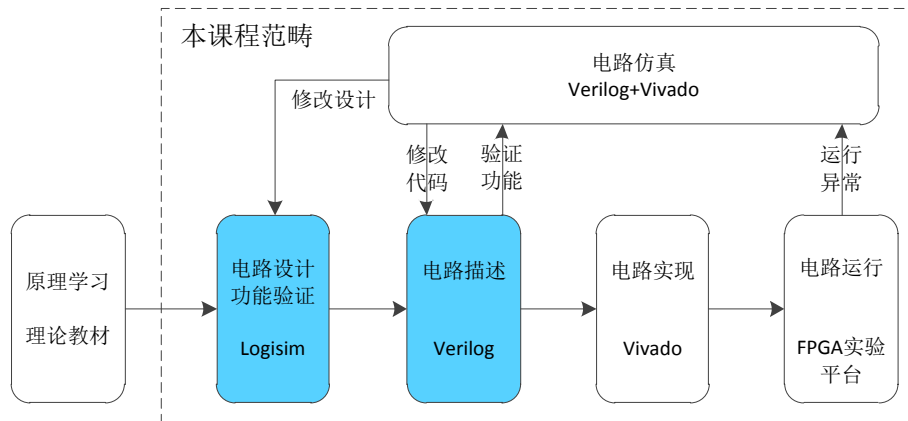 本课程范畴
电路仿真
Verilog+Vivado
修改设计
修改
代码
验证
功能
运行
异常
原理学习
理论教材
电路设计
功能验证
Logisim
电路描述
Verilog
电路实现
Vivado
电路运行
FPGA实验
平台